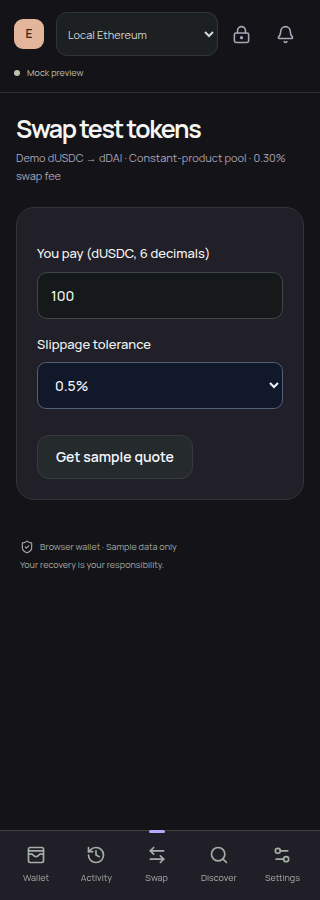 E
Local Ethereum
Mock preview
Swap test tokens
Demo dUSDC → dDAI · Constant-product pool · 0.30%
swap fee
You pay (dUSDC, 6 decimals)
100
Slippage tolerance
0.5%
Get sample quote
Browser wallet · Sample data only
Your recovery is your responsibility.
Wallet
Activity
Swap
Discover
Settings